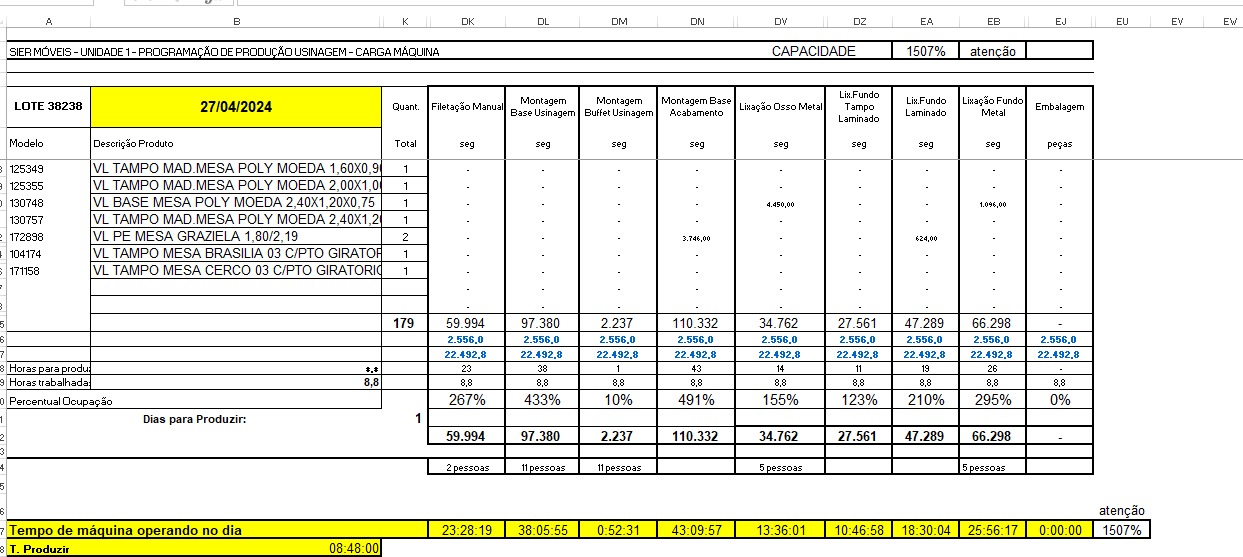 A B K DK DL DM DN DV DZ EA EB EJ EU EV EW
SIER MÓVEIS - UNIDADE 1 - PROGRAMAÇÃO DE PRODUÇÃO USINAGEM - CARGA MÁQUINA CAPACIDADE 1507% atenção
LOTE 38238 27/04/2024 Quant. Filetação Manual Montagem Base Usinagem Montagem Buffet Usinagem Montagem Base Acabamento Lixação Osso Metal Lix.Fundo Tampo Laminado Lix.Fundo Laminado Lixação Fundo Metal Embalagem
Modelo Descrição Produto Total seg seg seg seg seg seg seg seg peças
125349 VL TAMPO MAD.MESA POLY MOEDA 1,60X0,90 1 - - - - - - - - -
125355 VL TAMPO MAD.MESA POLY MOEDA 2,00X1,00 1 - - - - - - - - -
130748 VL BASE MESA POLY MOEDA 2,40X1,20X0,75 1 - - - - 4.450,00 - - 1.096,00 -
130757 VL TAMPO MAD.MESA POLY MOEDA 2,40X1,20 1 - - - - - - - - -
172898 VL PE MESA GRAZIELA 1,80/2,19 2 - - - 3.746,00 - - 624,00 - -
104174 VL TAMPO MESA BRASILIA 03 C/PTO GIRATOR 1 - - - - - - - - -
171158 VL TAMPO MESA CERCO 03 C/PTO GIRATORIO 1 - - - - - - - - -
- - - - - - - - -
- - - - - - - - -
179 59.994 97.380 2.237 110.332 34.762 27.561 47.289 66.298 -
2.556,0 2.556,0 2.556,0 2.556,0 2.556,0 2.556,0 2.556,0 2.556,0 2.556,0
22.492,8 22.492,8 22.492,8 22.492,8 22.492,8 22.492,8 22.492,8 22.492,8 22.492,8
Horas para produ 23 38 1 43 14 11 19 26 -
Horas trabalhadas 8,8 8,8 8,8 8,8 8,8 8,8 8,8 8,8 8,8 8,8
Percentual Ocupação 267% 433% 10% 491% 155% 123% 210% 295% 0%
Dias para Produzir: 1
59.994 97.380 2.237 110.332 34.762 27.561 47.289 66.298 -
2 pessoas 11 pessoas 11 pessoas 5 pessoas 5 pessoas
atenção
Tempo de máquina operando no dia 23:28:19 38:05:55 0:52:31 43:09:57 13:36:01 10:46:58 18:30:04 25:56:17 0:00:00 1507%
T. Produzir 08:48:00